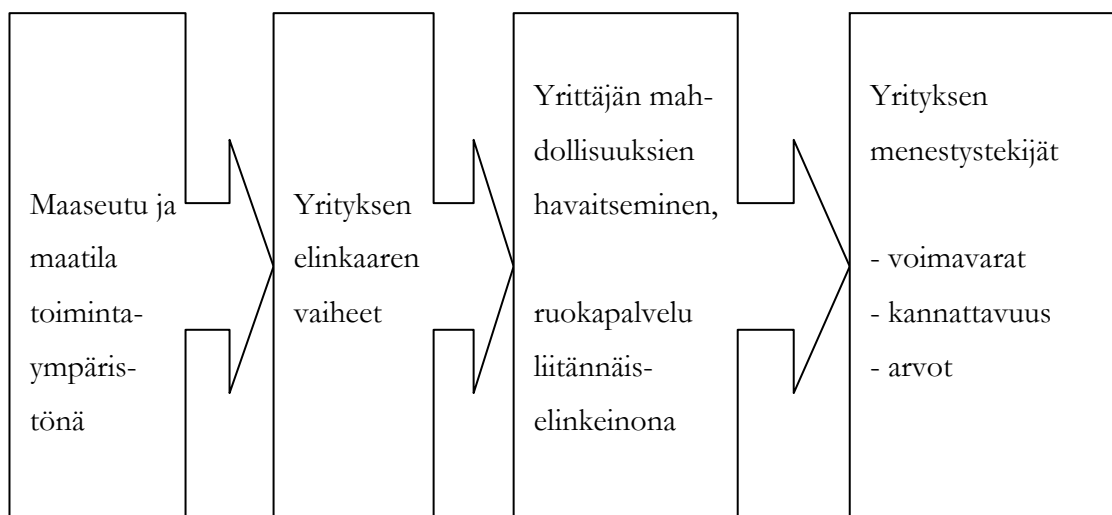 Maaseutu ja
maatila
toiminta-
ympäris-
tönä
Yrityksen
elinkaaren
vaiheet
Yrittäjän mah-
dollisuuksien
havaitseminen,
ruokapalvelu
liitännäis-
elinkeinona
Yrityksen
menestystekijät
- voimavarat
- kannattavuus
- arvot